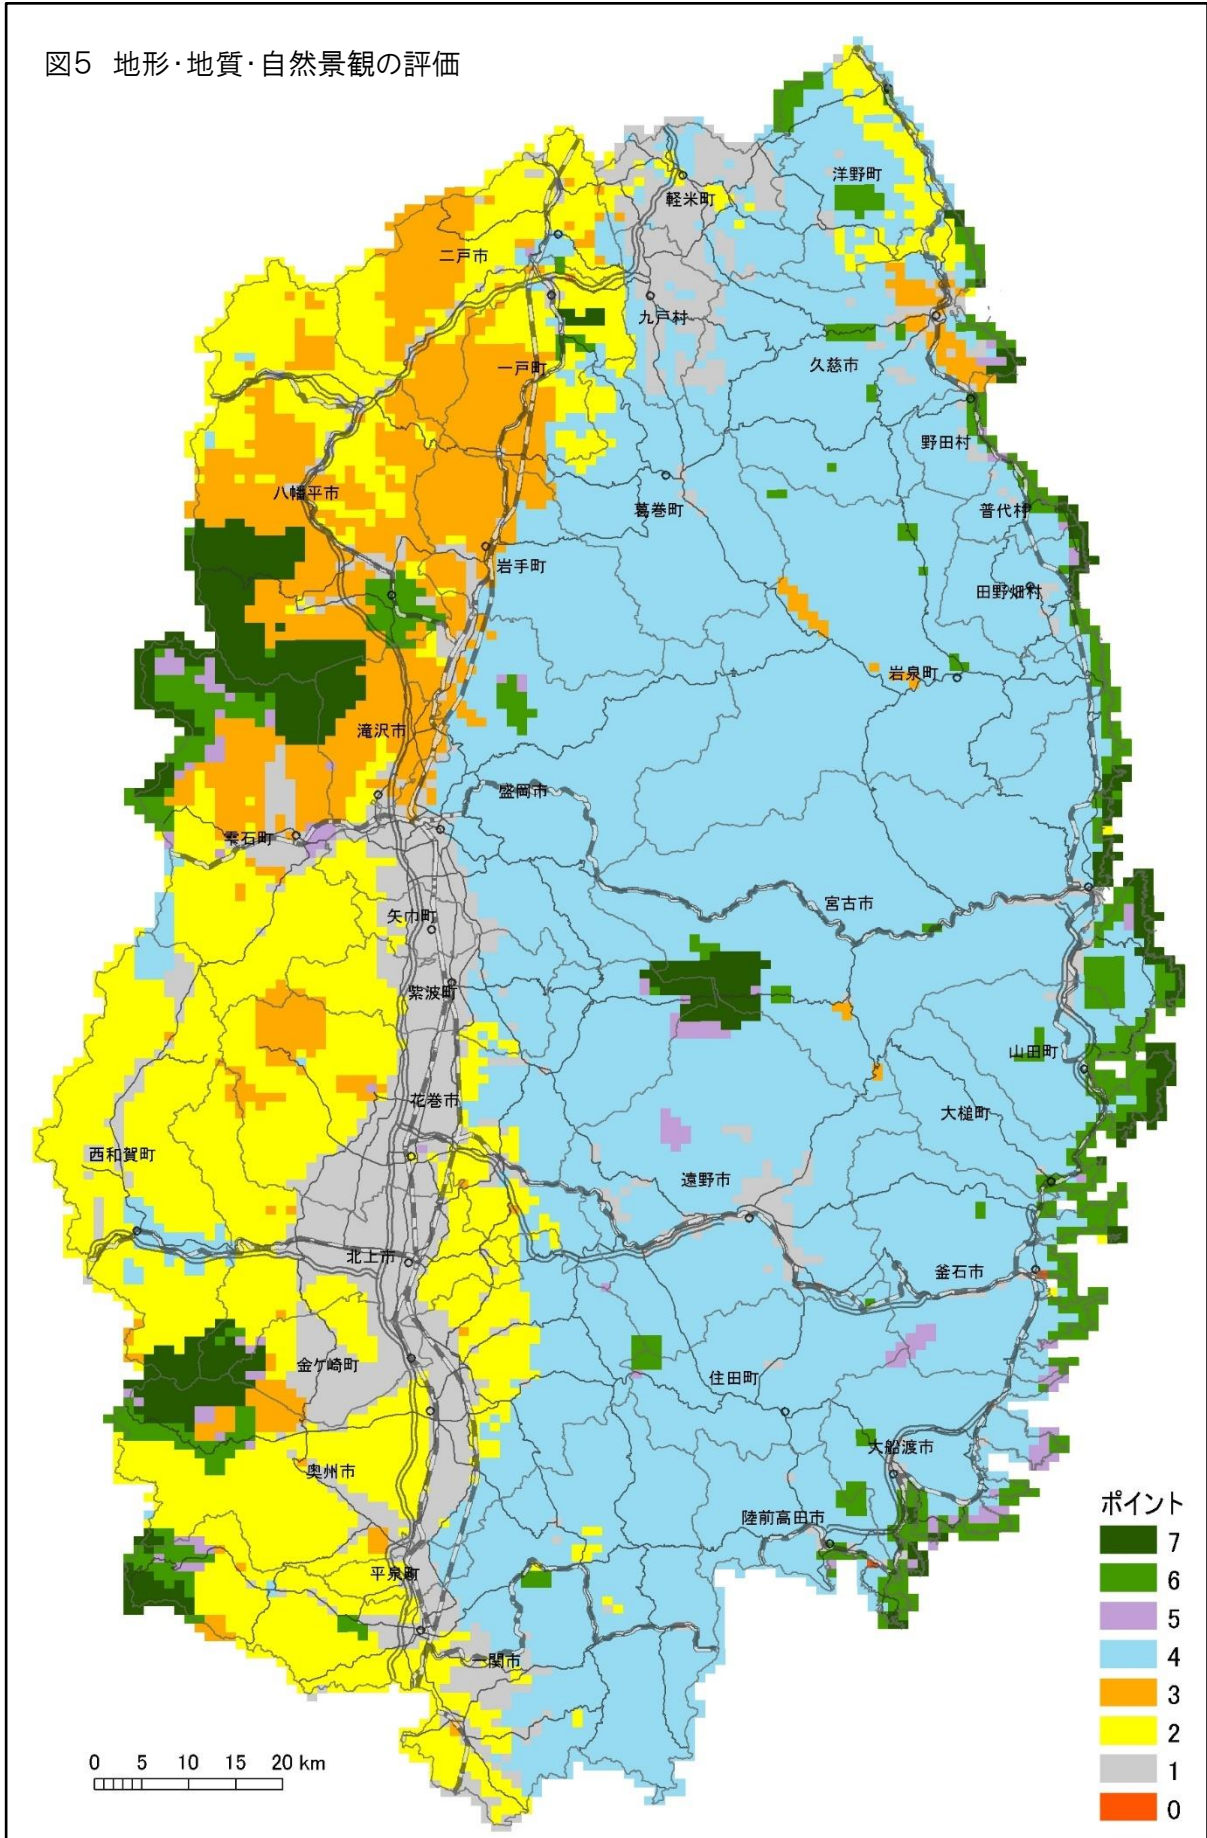 図5 地形・地質・自然景観の評価
洋野町
軽米町
二戸市
九戸村
一戸町
久慈市
野田村
八幡平市
葛巻町
普代村
岩手町
田野畑村
岩泉町
滝沢市
盛岡市
雫石町
宮古市
矢巾町
紫波町
山田町
花巻市
大槌町
西和賀町
遠野市
北上市
釜石市
金ケ崎町
住田町
奥州市
大船渡市
陸前高田市
平泉町
一関市
ポイント
7
6
5
4
3
2
1
0
0 5 10 15 20 km